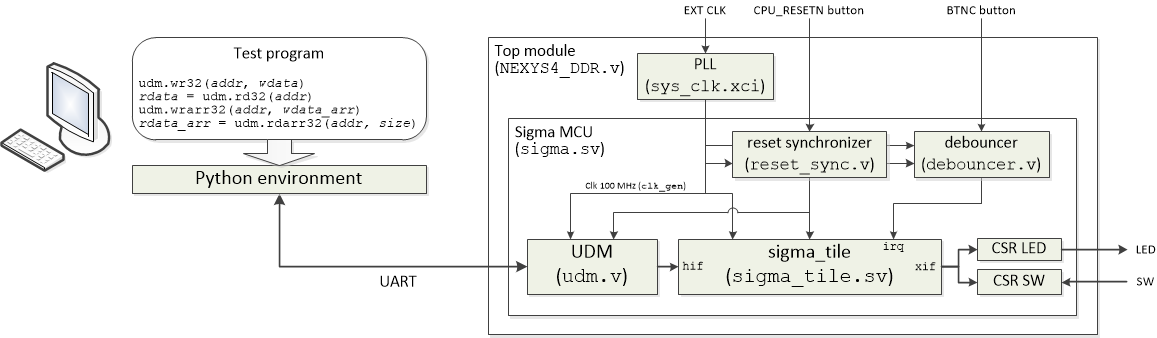 EXT CLK
CPU_RESETN button
BTNC button
Test program
udm.wr32(addr, wdata)
rdata = udm.rd32(addr)
udm.wrarr32(addr, wdata_arr)
rdata_arr = udm.rdarr32(addr, size)
Python environment
UART
Top module
(NEXYS4_DDR.v)
PLL
(sys_clk.xci)
Sigma MCU
(sigma.sv)
reset synchronizer
(reset_sync.v)
debouncer
(debouncer.v)
Clk 100 MHz (clk_gen)
UDM
(udm.v)
hif
sigma_tile
(sigma_tile.sv)
irq
xif
CSR LED
CSR SW
LED
SW